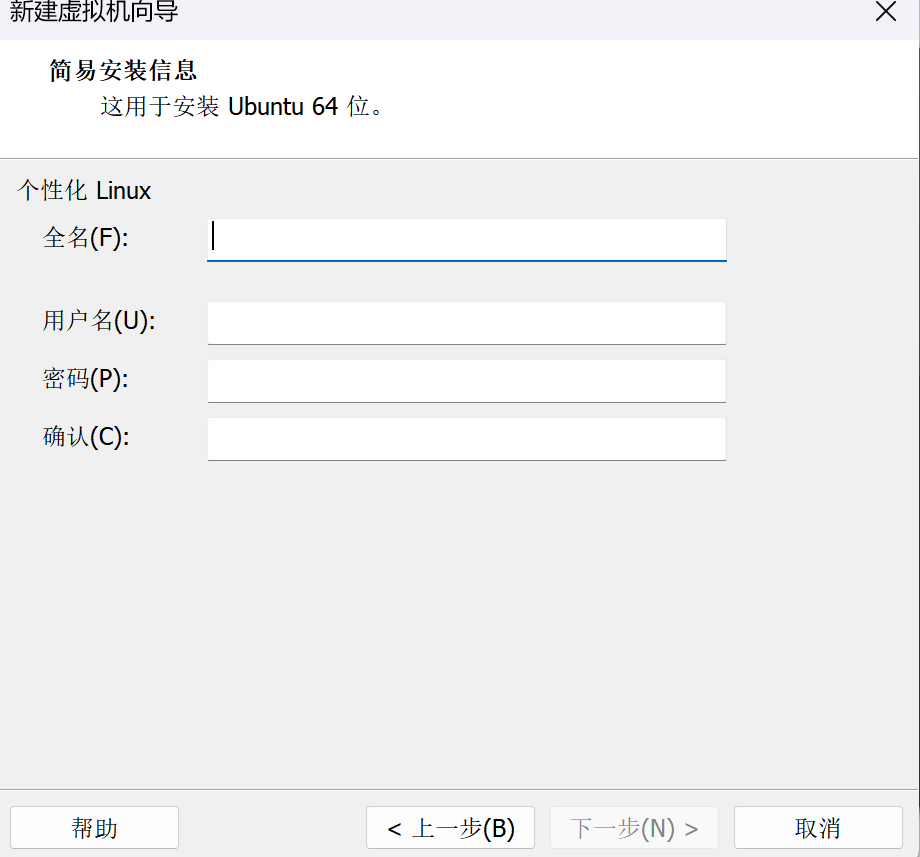 新建虚拟机向导
简易安装信息
这用于安装 Ubuntu 64 位。
个性化 Linux
全名(F):
用户名(U):
密码(P):
确认(C):
帮助
< 上一步(B)
下一步(N) >
取消